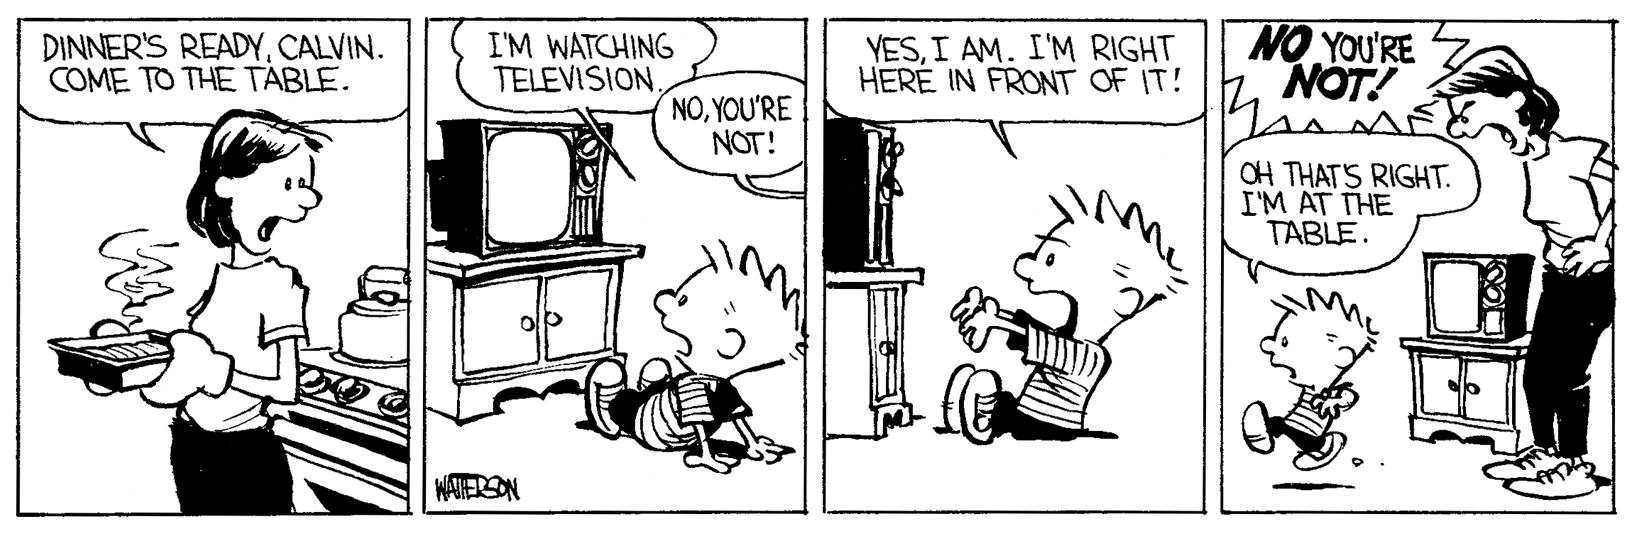 DINNER'S READY, CALVIN.
COME TO THE TABLE.
I'M WATCHING
TELEVISION.
NO, YOU'RE
NOT!
WATTERSON
YES, I AM. I'M RIGHT
HERE IN FRONT OF IT!
NO YOU'RE
NOT!
OH THAT'S RIGHT.
I'M AT THE
TABLE.